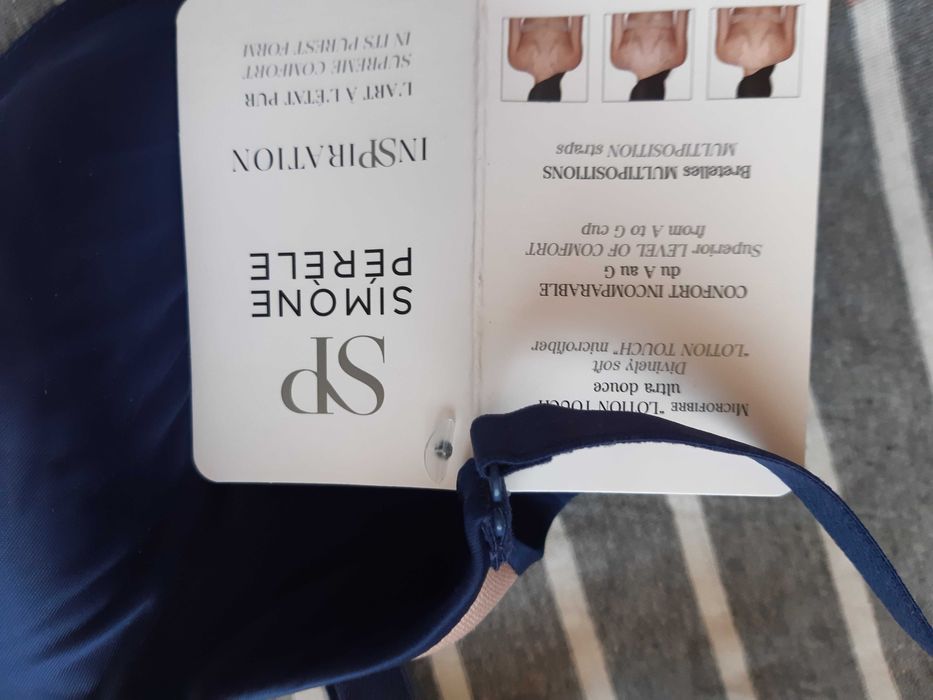 MICROFIBRE "LOTION TOUCH
ultra douce
Divinely soft
"LOTION TOUCH" microfiber
CONFORT INCOMPARABLE
du A au G
Superior LEVEL OF COMFORT
from A to G cup
Bretelles MULTIPOSITIONS
MULTIPOSITION straps
SP
SIMONE
PÉRÈLE
INSPIRATION
L'ART À L'ÉTAT PUR
SUPREME COMFORT
IN ITS PUREST FORM